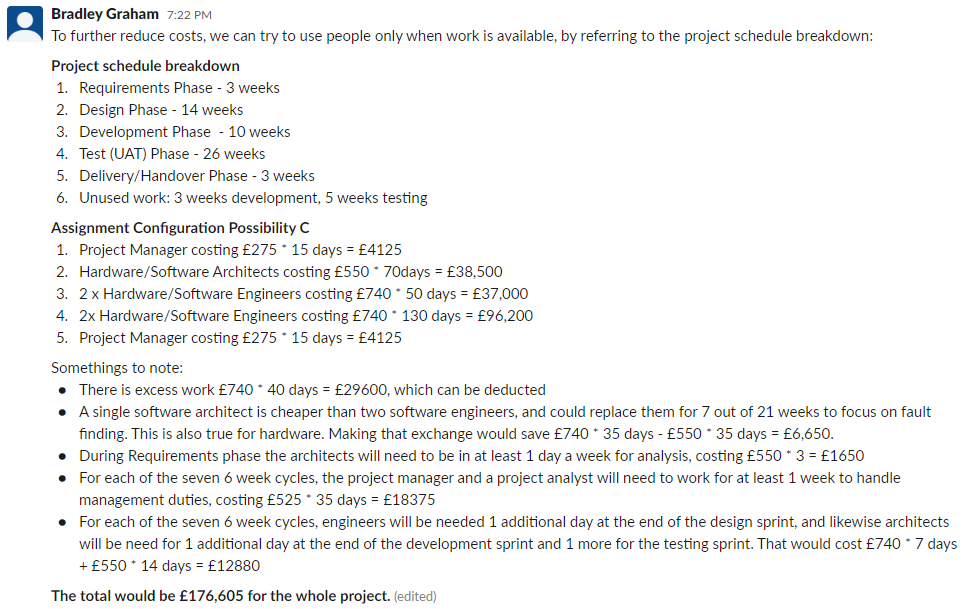 Bradley Graham 7:22 PM
To further reduce costs, we can try to use people only when work is available, by referring to the project schedule breakdown:
Project schedule breakdown
1. Requirements Phase - 3 weeks
2. Design Phase - 14 weeks
3. Development Phase  - 10 weeks
4. Test (UAT) Phase - 26 weeks
5. Delivery/Handover Phase - 3 weeks
6. Unused work: 3 weeks development, 5 weeks testing
Assignment Configuration Possibility C
1. Project Manager costing £275 * 15 days = £4125
2. Hardware/Software Architects costing £550 * 70days = £38,500
3. 2 x Hardware/Software Engineers costing £740 * 50 days = £37,000
4. 2x Hardware/Software Engineers costing £740 * 130 days = £96,200
5. Project Manager costing £275 * 15 days = £4125
Somethings to note:
● There is excess work £740 * 40 days = £29600, which can be deducted
● A single software architect is cheaper than two software engineers, and could replace them for 7 out of 21 weeks to focus on fault
finding. This is also true for hardware. Making that exchange would save £740 * 35 days - £550 * 35 days = £6,650.
● During Requirements phase the architects will need to be in at least 1 day a week for analysis, costing £550 * 3 = £1650
● For each of the seven 6 week cycles, the project manager and a project analyst will need to work for at least 1 week to handle
management duties, costing £525 * 35 days = £18375
● For each of the seven 6 week cycles, engineers will be needed 1 additional day at the end of the design sprint, and likewise architects
will be need for 1 additional day at the end of the development sprint and 1 more for the testing sprint. That would cost £740 * 7 days
+ £550 * 14 days = £12880
The total would be £176,605 for the whole project. (edited)